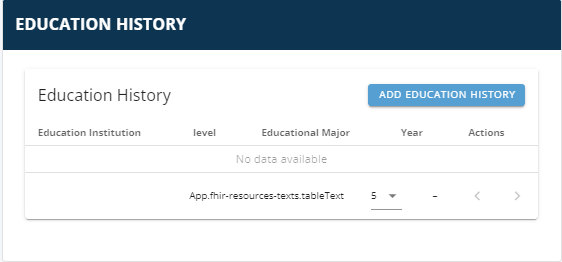 EDUCATION HISTORY
Education History
ADD EDUCATION HISTORY
Education Institution level Educational Major Year Actions
No data available
App.fhir-resources-texts.tableText 5 –